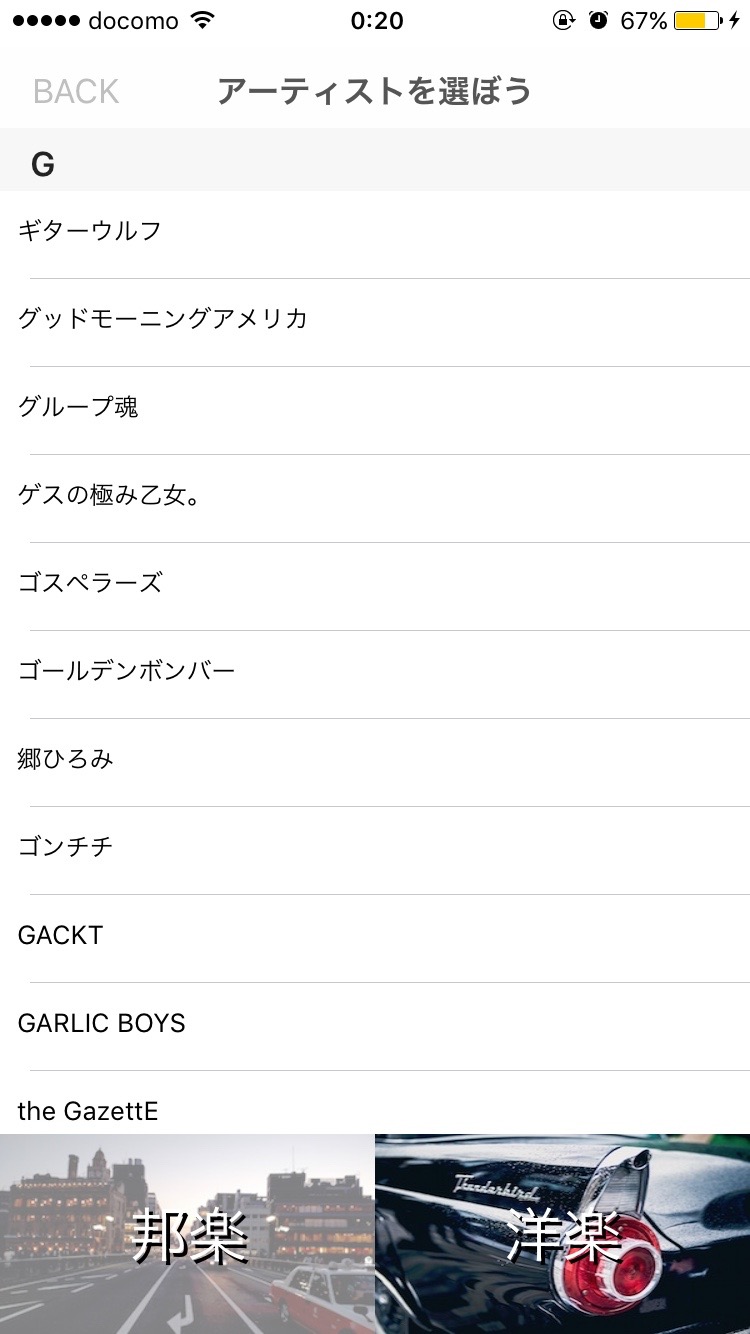 docomo 0:20 67%
BACK アーティストを選ぼう
G
ギターウルフ
グッドモーニングアメリカ
グループ魂
ゲスの極み乙女。
ゴスペラーズ
ゴールデンボンバー
郷ひろみ
ゴンチチ
GACKT
GARLIC BOYS
the GazettE
Thunderbird
邦楽 洋楽